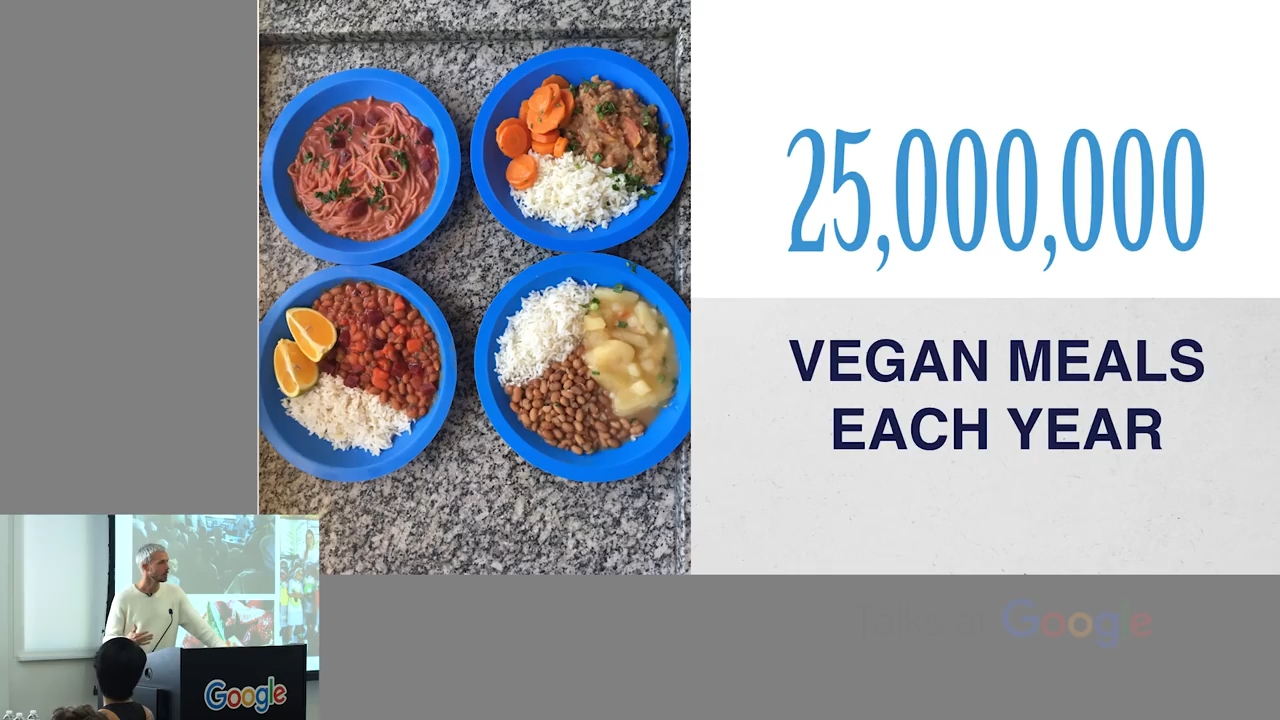 25,000,000
VEGAN MEALS
EACH YEAR
Talks at Google
Google